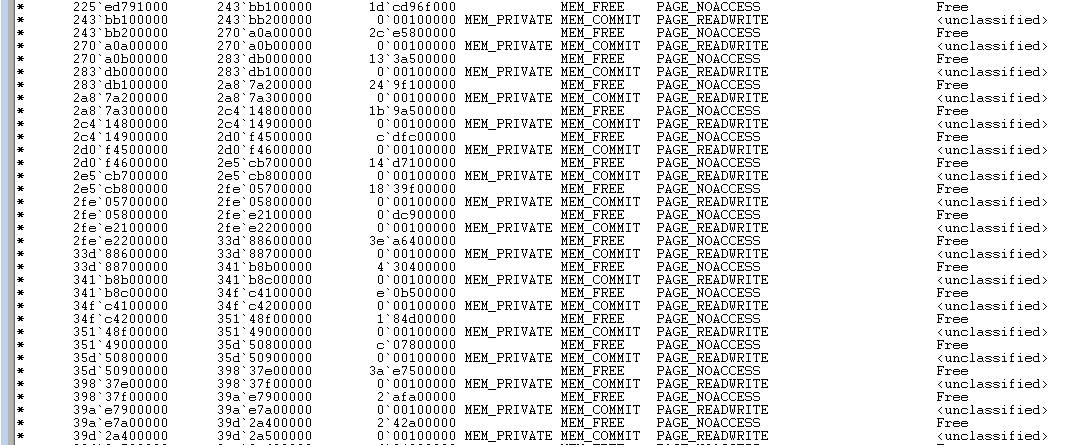 * 225`ed791000 243`bb100000 1d`cd96f000 MEM_FREE PAGE_NOACCESS Free
* 243`bb100000 243`bb200000 0`00100000 MEM_PRIVATE MEM_COMMIT PAGE_READWRITE <unclassified>
* 243`bb200000 270`a0a00000 2c`e5800000 MEM_FREE PAGE_NOACCESS Free
* 270`a0a00000 270`a0b00000 0`00100000 MEM_PRIVATE MEM_COMMIT PAGE_READWRITE <unclassified>
* 270`a0b00000 283`db000000 13`3a500000 MEM_FREE PAGE_NOACCESS Free
* 283`db000000 283`db100000 0`00100000 MEM_PRIVATE MEM_COMMIT PAGE_READWRITE <unclassified>
* 283`db100000 2a8`7a200000 24`9f100000 MEM_FREE PAGE_NOACCESS Free
* 2a8`7a200000 2a8`7a300000 0`00100000 MEM_PRIVATE MEM_COMMIT PAGE_READWRITE <unclassified>
* 2a8`7a300000 2c4`14800000 1b`9a500000 MEM_FREE PAGE_NOACCESS Free
* 2c4`14800000 2c4`14900000 0`00100000 MEM_PRIVATE MEM_COMMIT PAGE_READWRITE <unclassified>
* 2c4`14900000 2d0`f4500000 c`dfc00000 MEM_FREE PAGE_NOACCESS Free
* 2d0`f4500000 2d0`f4600000 0`00100000 MEM_PRIVATE MEM_COMMIT PAGE_READWRITE <unclassified>
* 2d0`f4600000 2e5`cb700000 14`d7100000 MEM_FREE PAGE_NOACCESS Free
* 2e5`cb700000 2e5`cb800000 0`00100000 MEM_PRIVATE MEM_COMMIT PAGE_READWRITE <unclassified>
* 2e5`cb800000 2fe`05700000 18`39f00000 MEM_FREE PAGE_NOACCESS Free
* 2fe`05700000 2fe`05800000 0`00100000 MEM_PRIVATE MEM_COMMIT PAGE_READWRITE <unclassified>
* 2fe`05800000 2fe`e2100000 0`dc900000 MEM_FREE PAGE_NOACCESS Free
* 2fe`e2100000 2fe`e2200000 0`00100000 MEM_PRIVATE MEM_COMMIT PAGE_READWRITE <unclassified>
* 2fe`e2200000 33d`88600000 3e`a6400000 MEM_FREE PAGE_NOACCESS Free
* 33d`88600000 33d`88700000 0`00100000 MEM_PRIVATE MEM_COMMIT PAGE_READWRITE <unclassified>
* 33d`88700000 341`b8b00000 4`30400000 MEM_FREE PAGE_NOACCESS Free
* 341`b8b00000 341`b8c00000 0`00100000 MEM_PRIVATE MEM_COMMIT PAGE_READWRITE <unclassified>
* 341`b8c00000 34f`c4100000 e`0b500000 MEM_FREE PAGE_NOACCESS Free
* 34f`c4100000 34f`c4200000 0`00100000 MEM_PRIVATE MEM_COMMIT PAGE_READWRITE <unclassified>
* 34f`c4200000 351`48f00000 1`84d00000 MEM_FREE PAGE_NOACCESS Free
* 351`48f00000 351`49000000 0`00100000 MEM_PRIVATE MEM_COMMIT PAGE_READWRITE <unclassified>
* 351`49000000 35d`50800000 c`07800000 MEM_FREE PAGE_NOACCESS Free
* 35d`50800000 35d`50900000 0`00100000 MEM_PRIVATE MEM_COMMIT PAGE_READWRITE <unclassified>
* 35d`50900000 398`37e00000 3a`e7500000 MEM_FREE PAGE_NOACCESS Free
* 398`37e00000 398`37f00000 0`00100000 MEM_PRIVATE MEM_COMMIT PAGE_READWRITE <unclassified>
* 398`37f00000 39a`e7900000 2`afa00000 MEM_FREE PAGE_NOACCESS Free
* 39a`e7900000 39a`e7a00000 0`00100000 MEM_PRIVATE MEM_COMMIT PAGE_READWRITE <unclassified>
* 39a`e7a00000 39d`2a400000 2`42a00000 MEM_FREE PAGE_NOACCESS Free
* 39d`2a400000 39d`2a500000 0`00100000 MEM_PRIVATE MEM_COMMIT PAGE_READWRITE <unclassified>